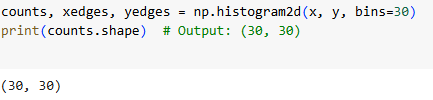 counts, xedges, yedges = np.histogram2d(x, y, bins=30)
print(counts.shape)  # Output: (30, 30)
(30, 30)